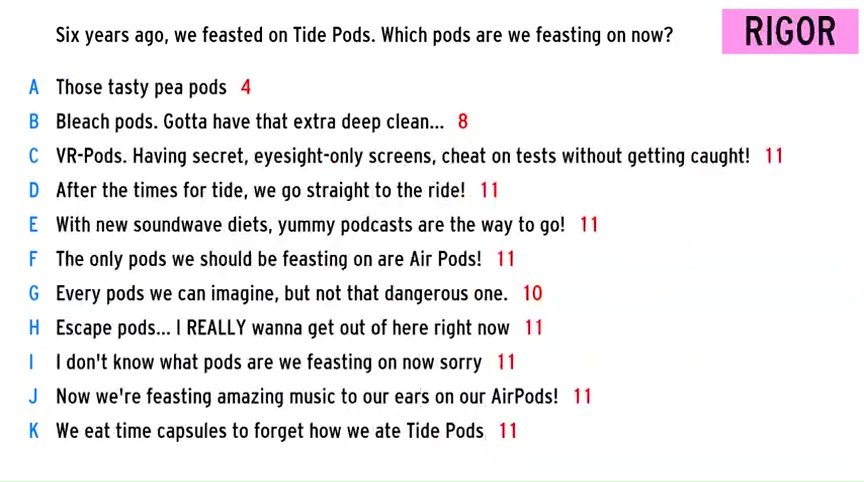 Six years ago, we feasted on Tide Pods. Which pods are we feasting on now?
RIGOR
A Those tasty pea pods 4
B Bleach pods. Gotta have that extra deep clean... 8
C VR-Pods. Having secret, eyesight-only screens, cheat on tests without getting caught! 11
D After the times for tide, we go straight to the ride! 11
E With new soundwave diets, yummy podcasts are the way to go! 11
F The only pods we should be feasting on are Air Pods! 11
G Every pods we can imagine, but not that dangerous one. 10
H Escape pods... I REALLY wanna get out of here right now 11
I I don't know what pods are we feasting on now sorry 11
J Now we're feasting amazing music to our ears on our AirPods! 11
K We eat time capsules to forget how we ate Tide Pods 11